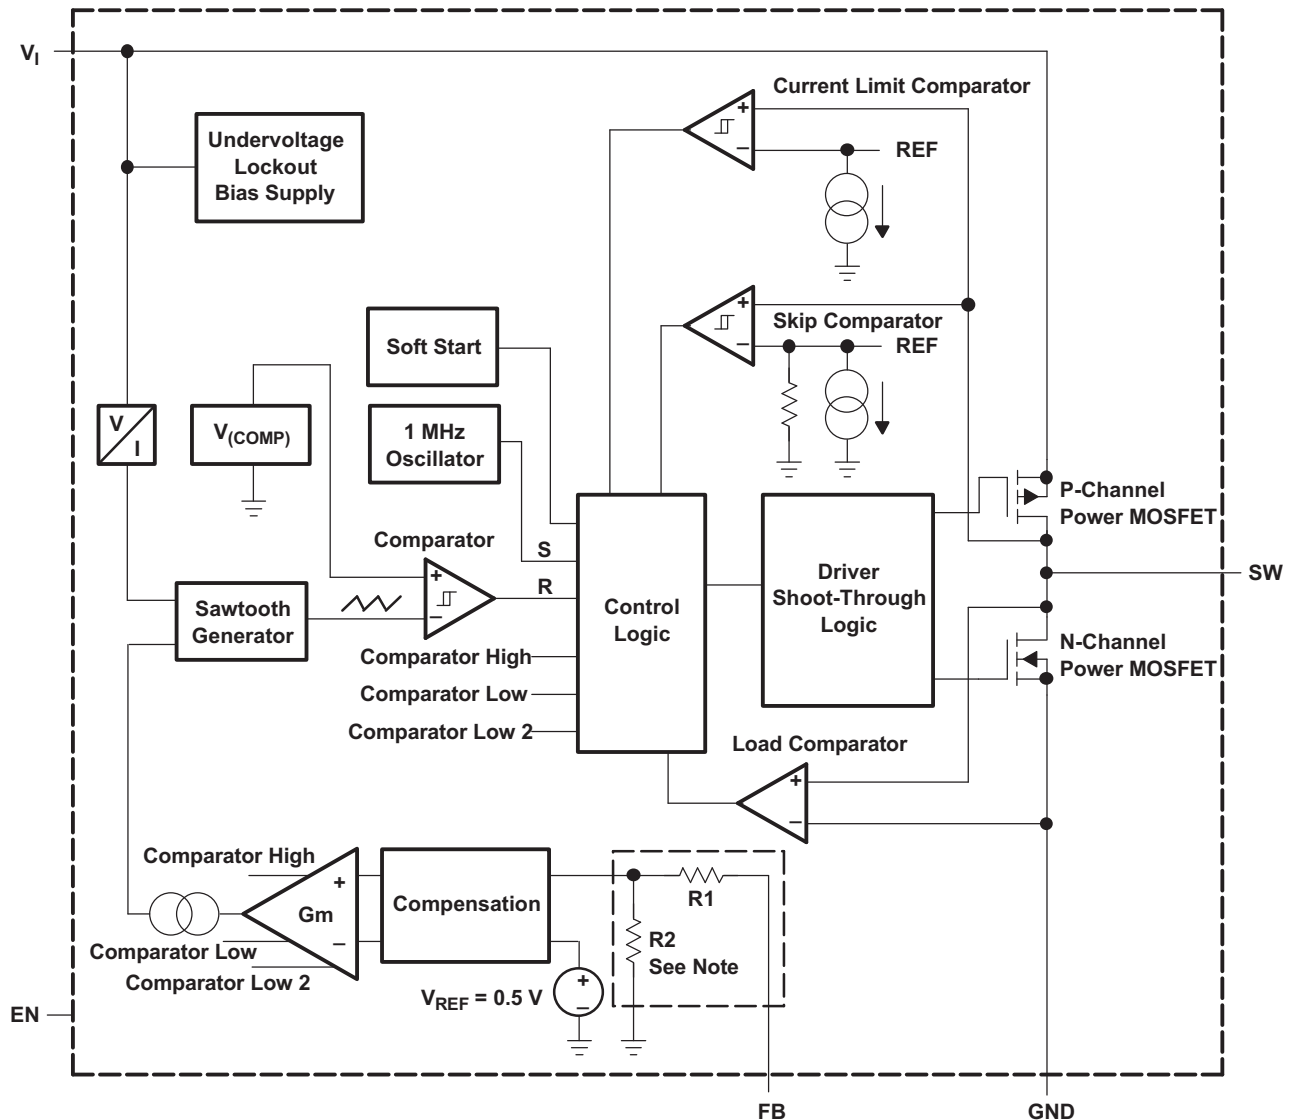 V_I
Current Limit Comparator
+
−
REF
Undervoltage
Lockout
Bias Supply
+
Skip Comparator
−
REF
Soft Start
V
I
V(COMP)
1 MHz
Oscillator
P-Channel
Power MOSFET
Comparator
+
−
S
R
Sawtooth
Generator
Control
Logic
Driver
Shoot-Through
Logic
SW
N-Channel
Power MOSFET
Comparator High
Comparator Low
Comparator Low 2
Load Comparator
+
−
Comparator High
+
Gm
−
Compensation
R1
R2
See Note
Comparator Low
Comparator Low 2
VREF = 0.5 V
+
−
EN
FB
GND